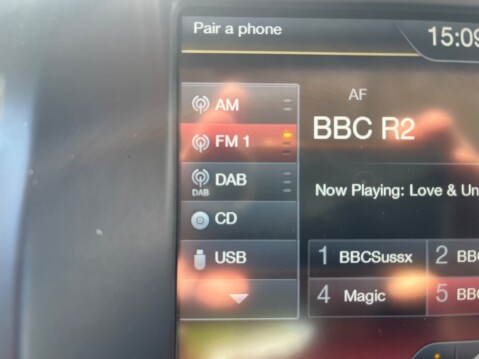 Pair a phone
15:09
AM
FM 1
DAB
DAB
CD
USB
AF
BBC R2
Now Playing: Love & Un
1 BBCSussx
2 BB
4 Magic
5 BB